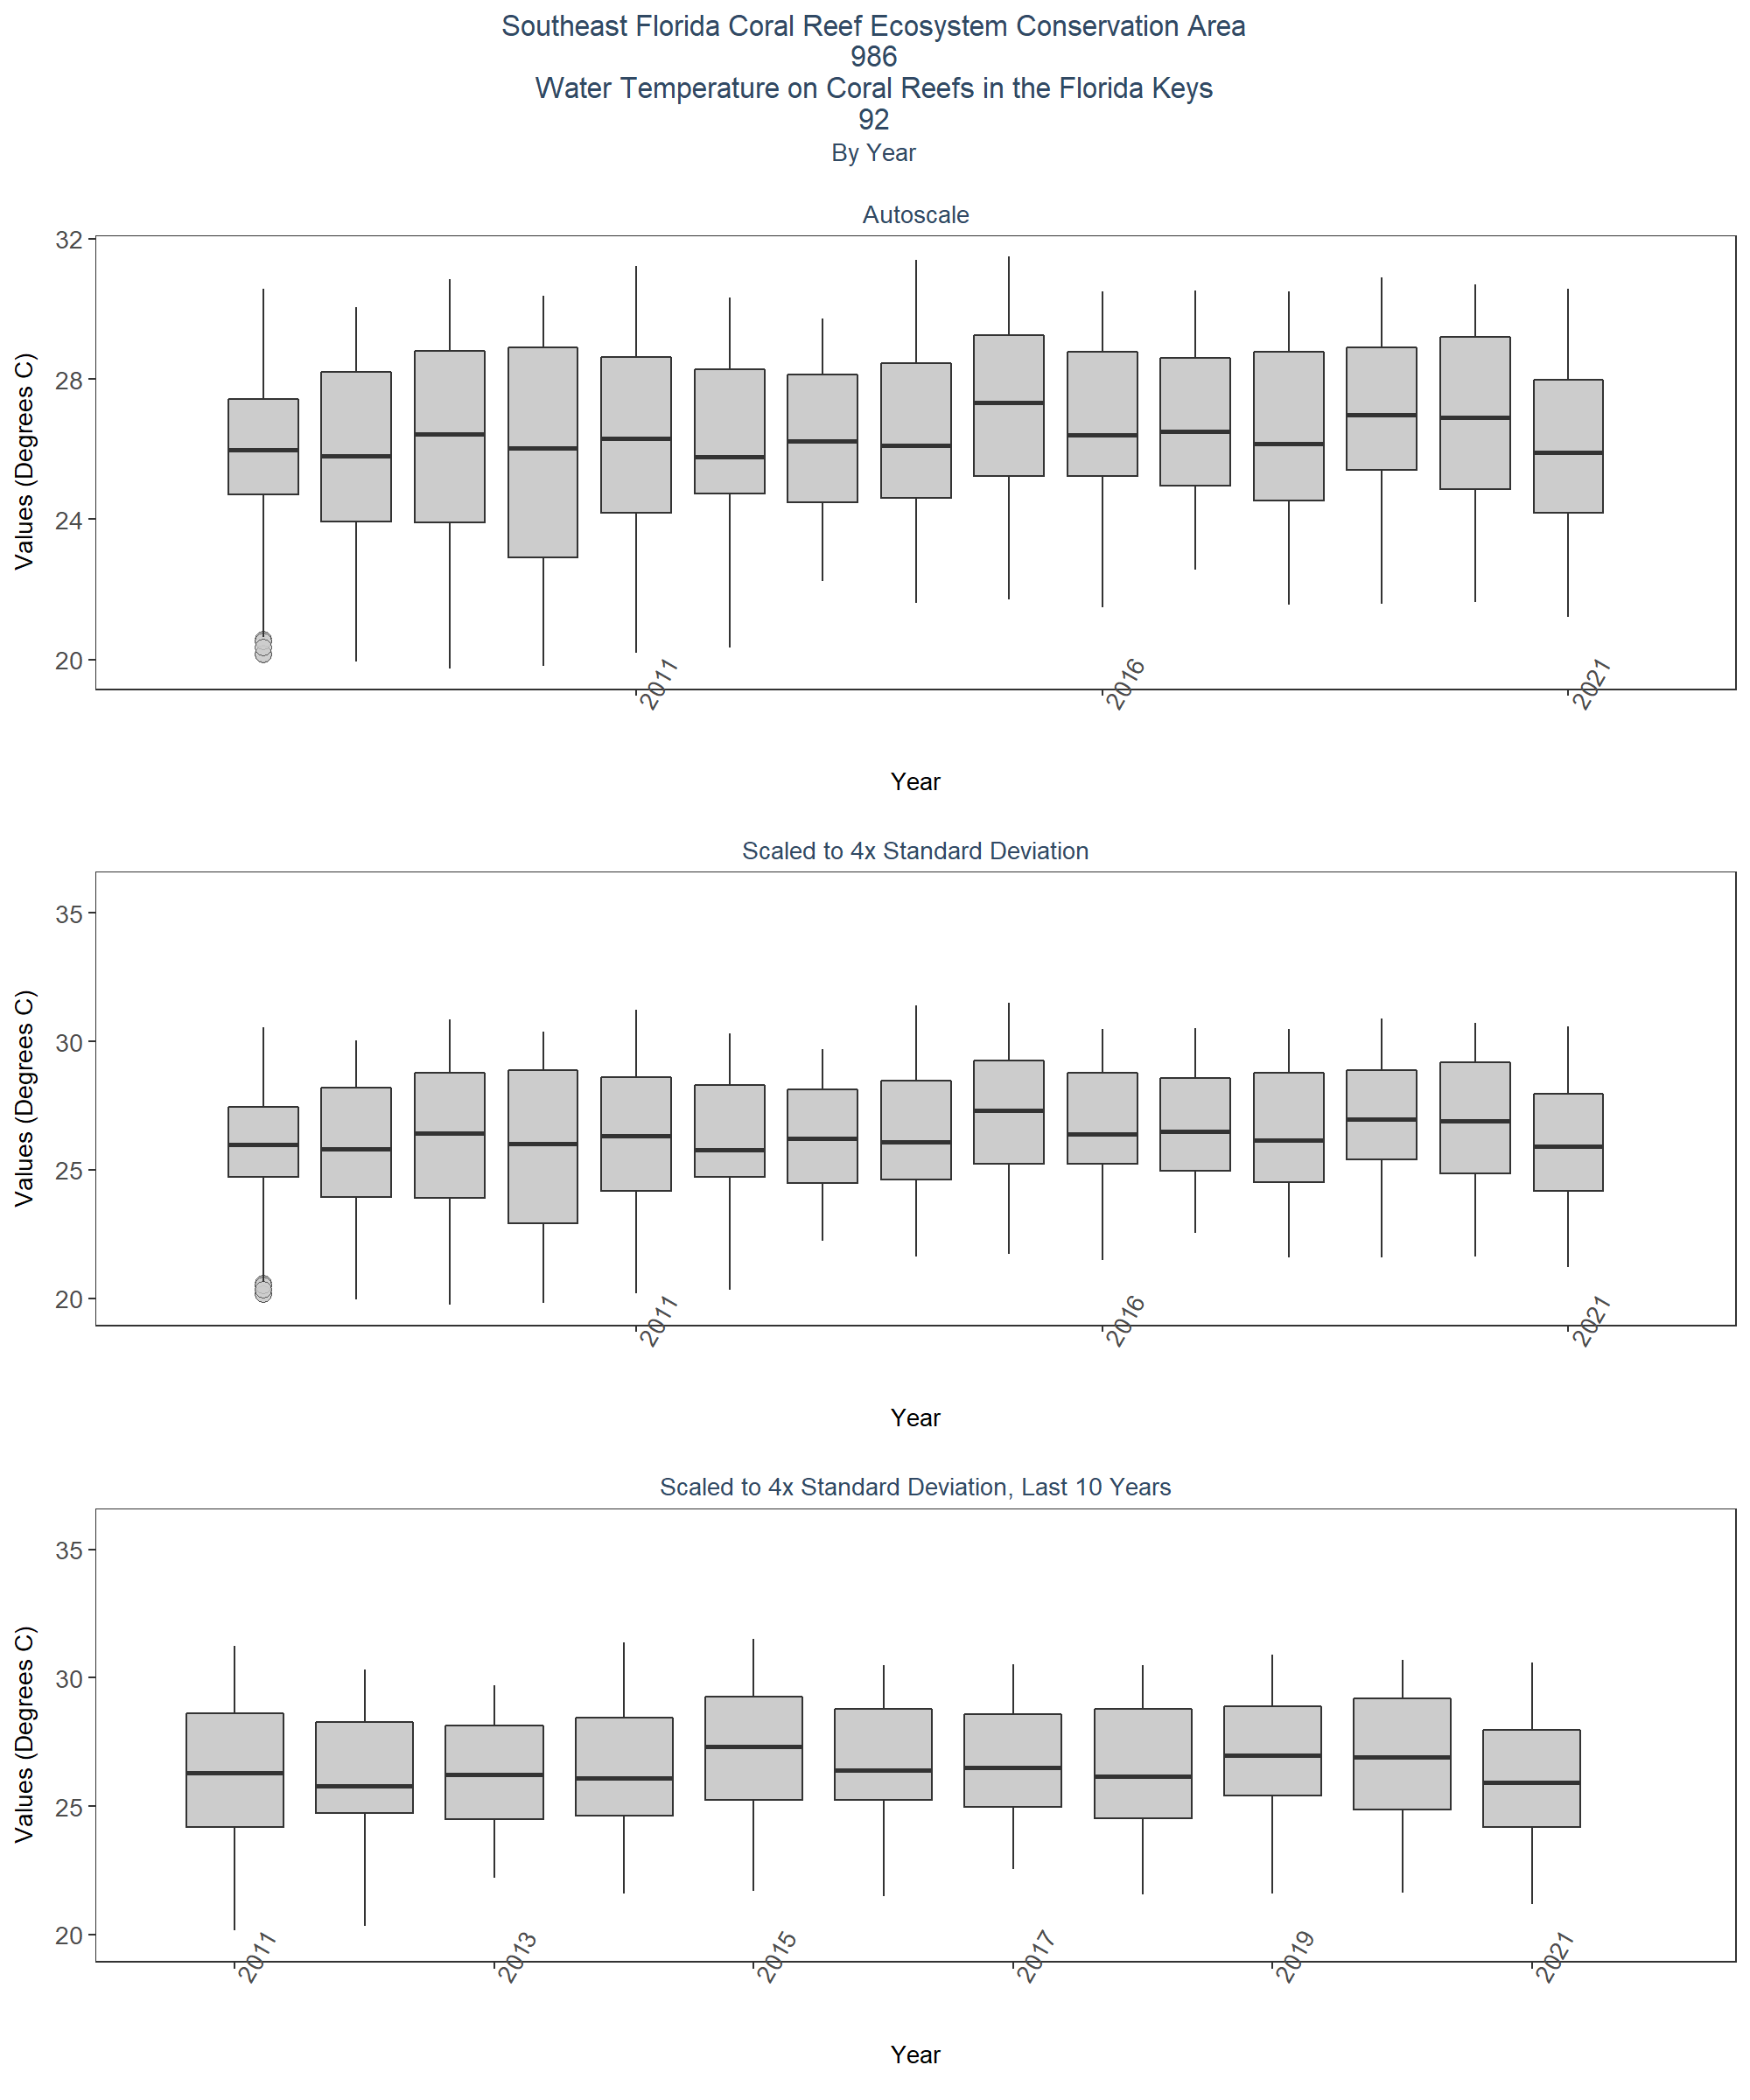 Southeast Florida Coral Reef Ecosystem Conservation Area
986
Water Temperature on Coral Reefs in the Florida Keys
92
By Year
Autoscale
Values (Degrees C)
32
28
24
20
2011
2016
2021
Year
Scaled to 4x Standard Deviation
Values (Degrees C)
35
30
25
20
2011
2016
2021
Year
Scaled to 4x Standard Deviation, Last 10 Years
Values (Degrees C)
35
30
25
20
2011
2013
2015
2017
2019
2021
Year